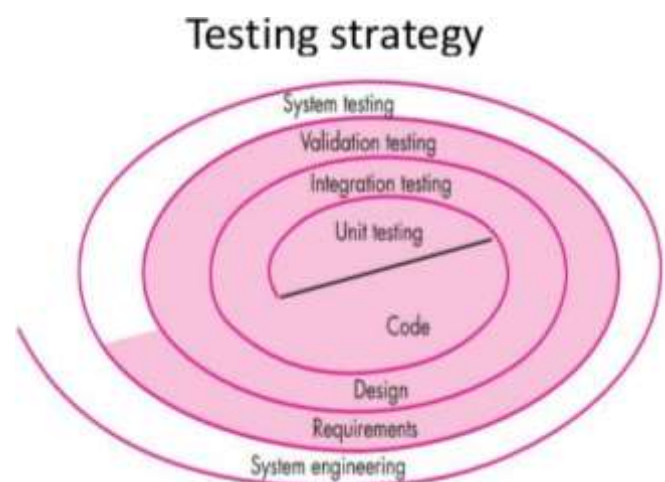 Testing strategy
System testing
Validation testing
Integration testing
Unit testing
Code
Design
Requirements
System engineering